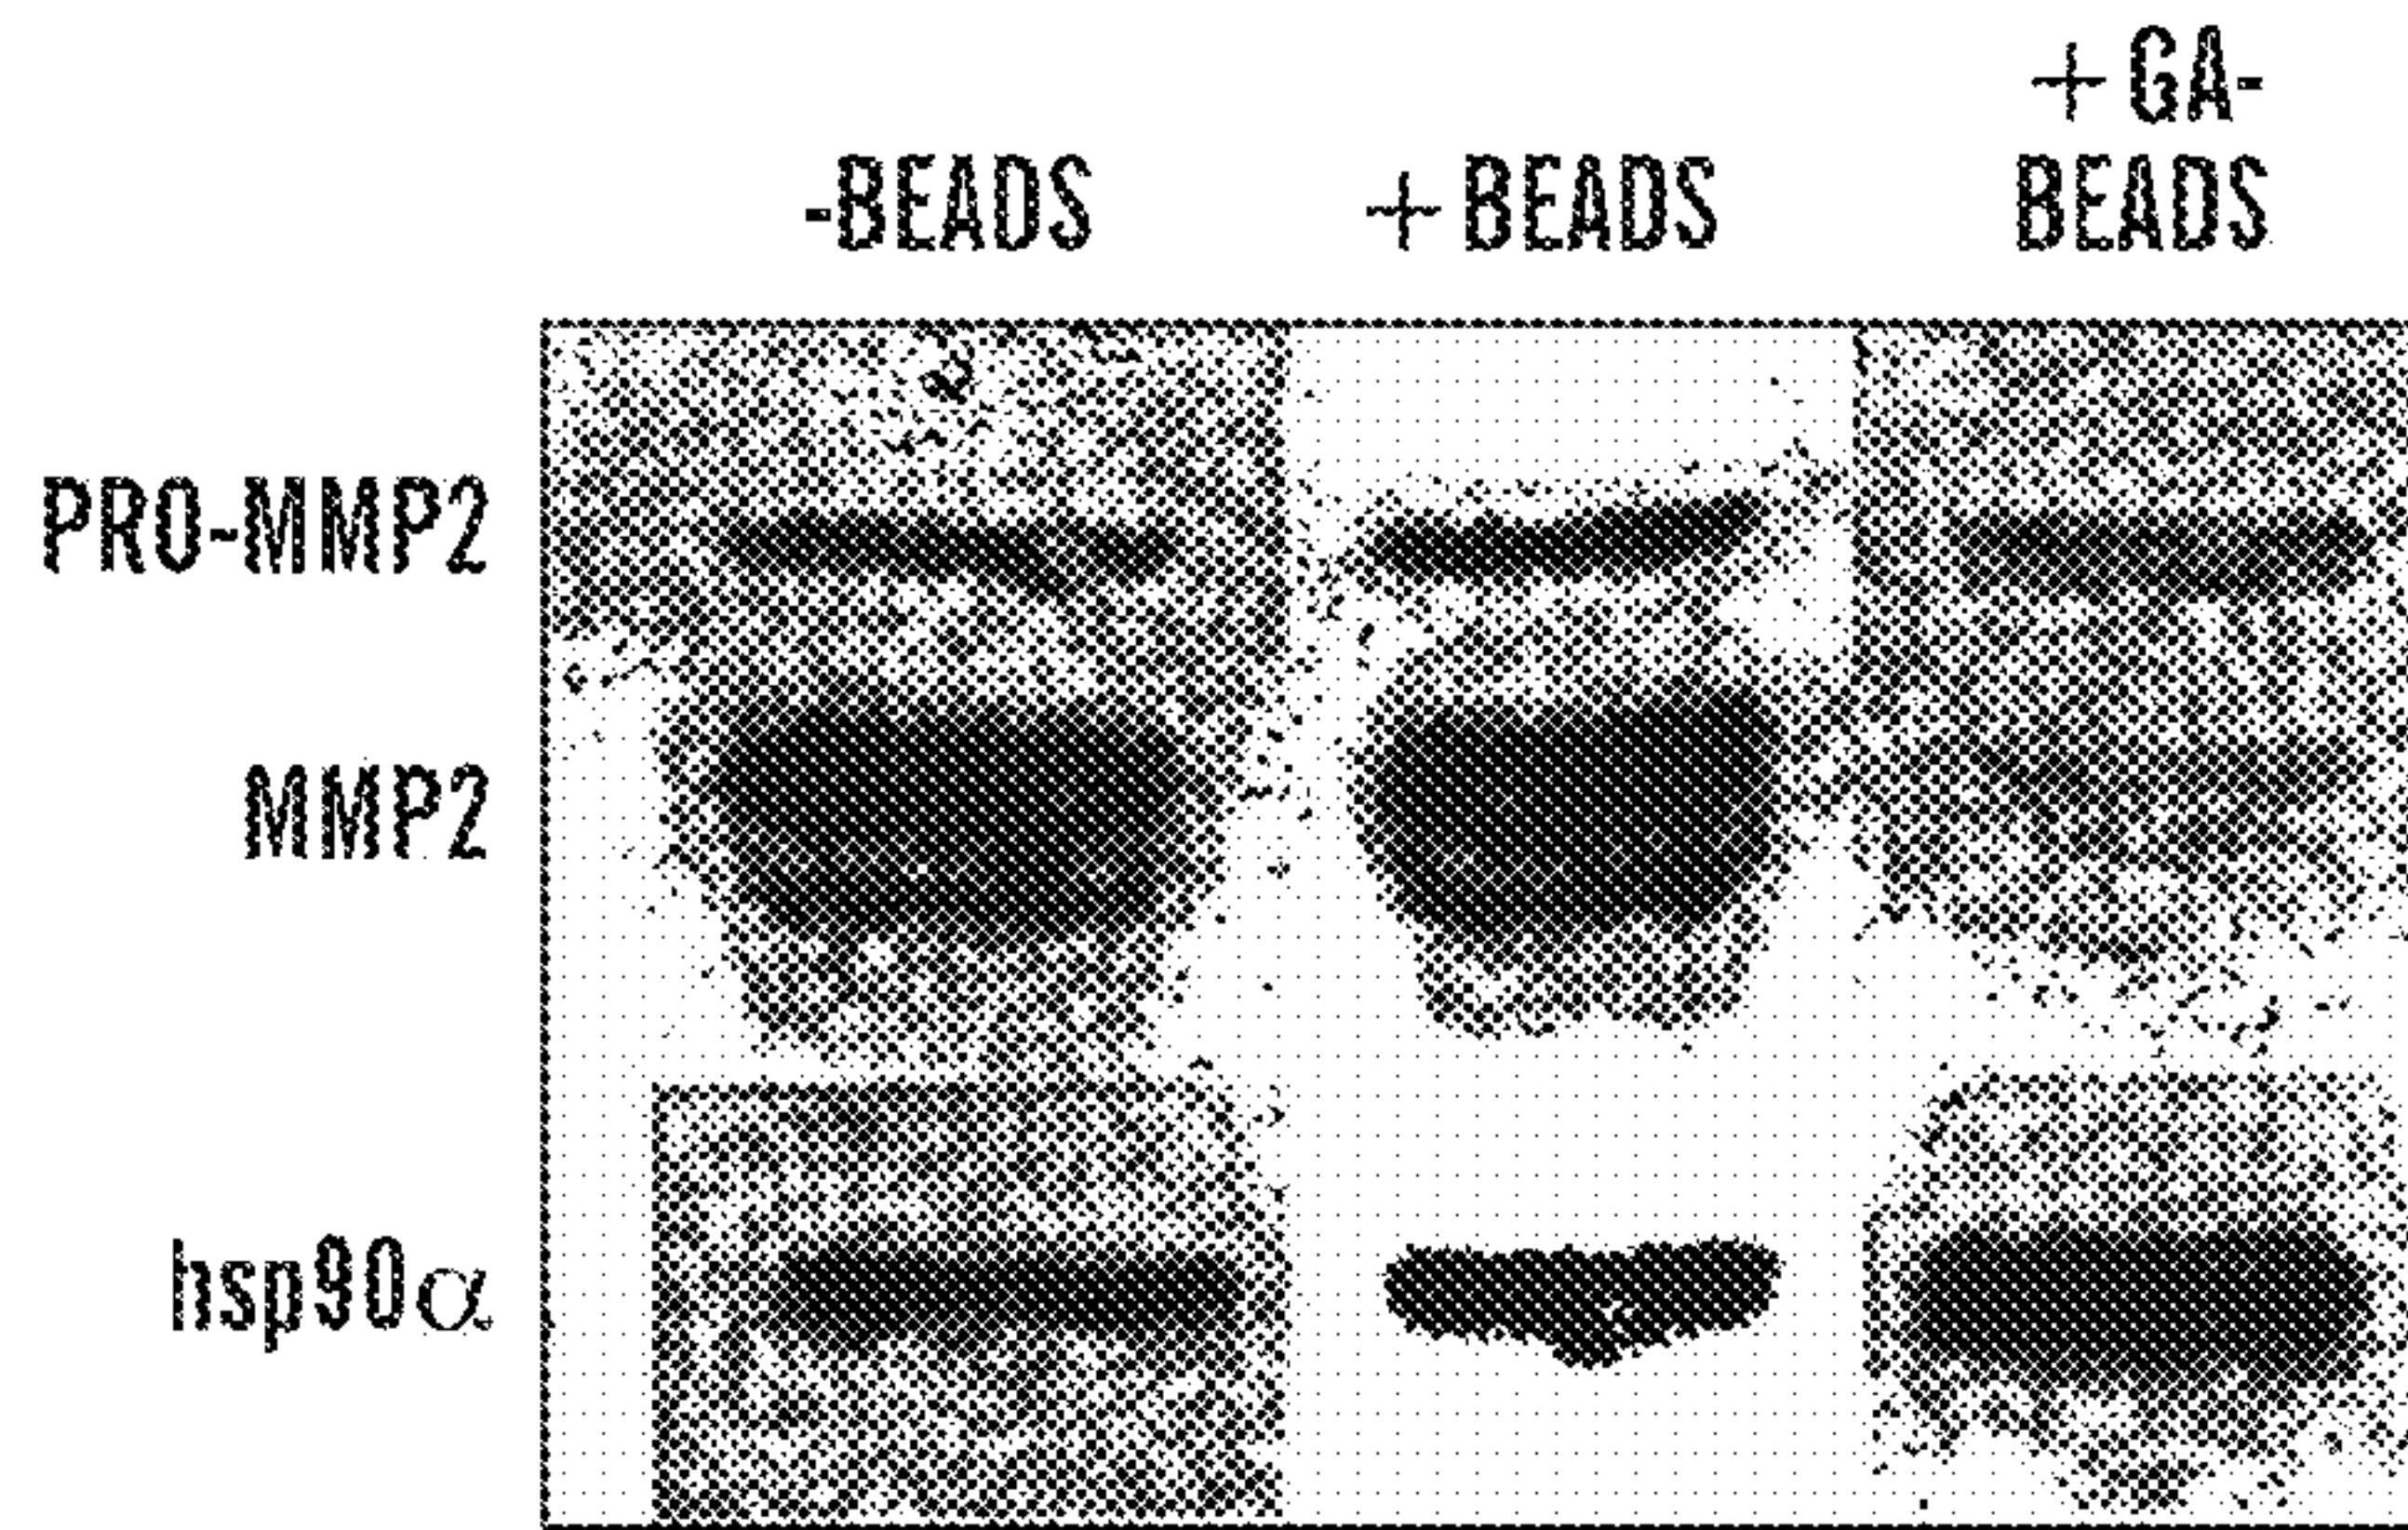 + GA-
-BEADS + BEADS BEADS
PRO-MMP2
MMP2
hsp90α